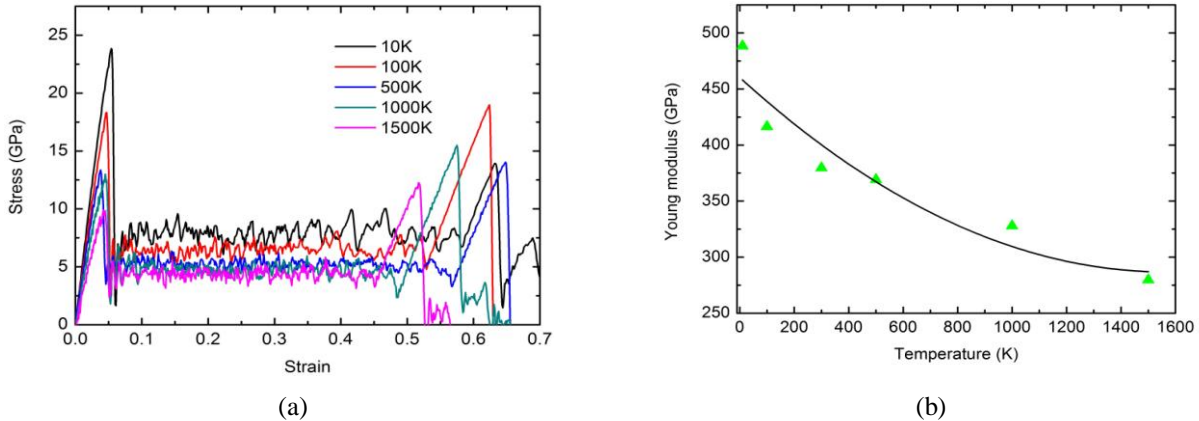 25
20
15
10
5
0
Stress (GPa)
10K
100K
500K
1000K
1500K
0.0 0.1 0.2 0.3 0.4 0.5 0.6 0.7
Strain
(a)
500
450
400
350
300
250
Young modulus (GPa)
0 200 400 600 800 1000 1200 1400 1600
Temperature (K)
(b)